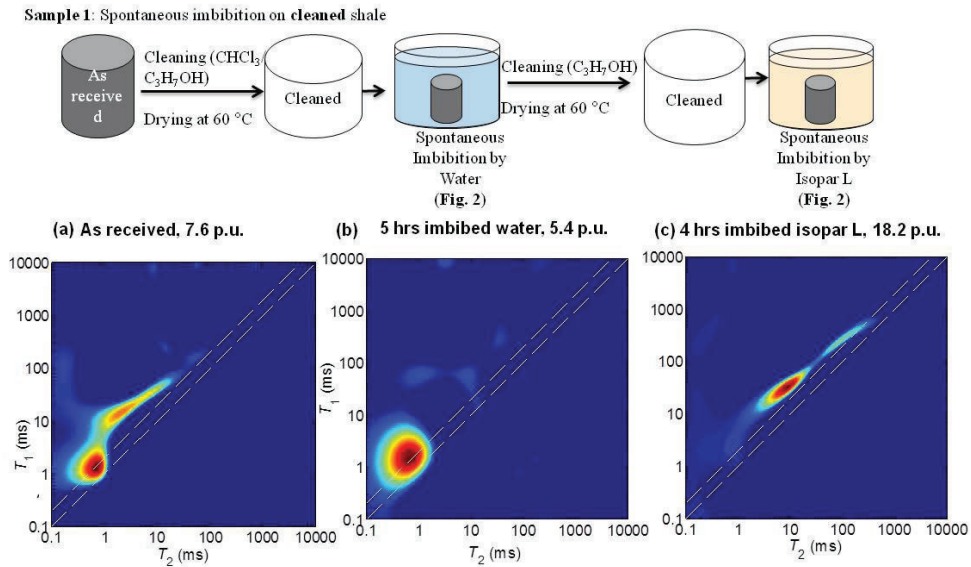 Sample 1: Spontaneous imbibition on cleaned shale
As
receive
d
Cleaning (CHCl₃/
C₃H₇OH)
Drying at 60 °C
Cleaned
Spontaneous
Imbibition by
Water
(Fig. 2)
Cleaning (C₃H₇OH)
Drying at 60 °C
Cleaned
Spontaneous
Imbibition by
Isopar L
(Fig. 2)
(a) As received, 7.6 p.u.
10000
1000
100
10
1
0.1
T₁ (ms)
0.1 1 10 100 1000 10000
T₂ (ms)
(b) 5 hrs imbibed water, 5.4 p.u.
10000
1000
100
10
1
0.1
T₁ (ms)
0.1 1 10 100 1000 10000
T₂ (ms)
(c) 4 hrs imbibed isopar L, 18.2 p.u.
10000
1000
100
10
1
0.1
T₁ (ms)
0.1 1 10 100 1000 10000
T₂ (ms)